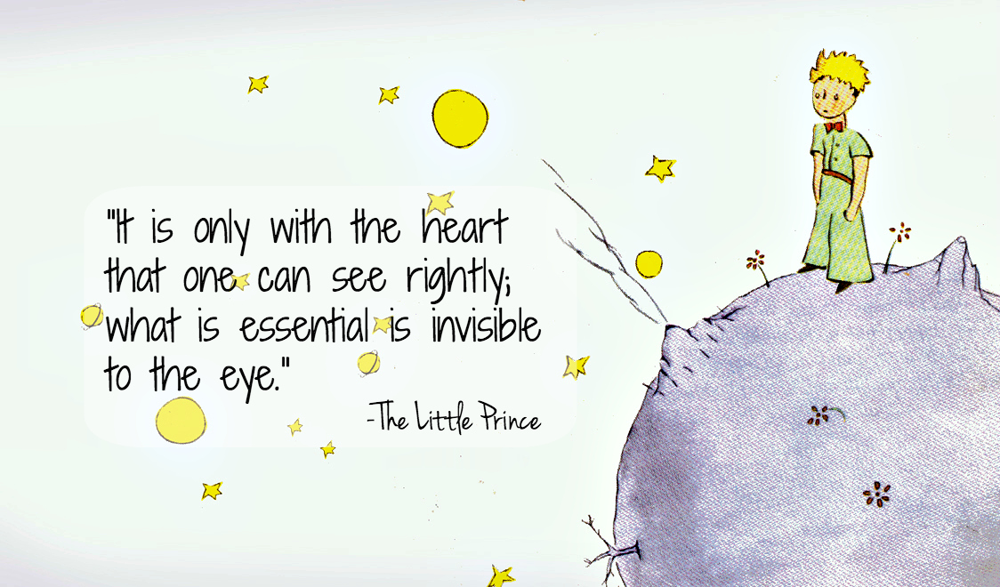 "It is only with the heart
that one can see rightly;
what is essential is invisible
to the eye."
-The Little Prince